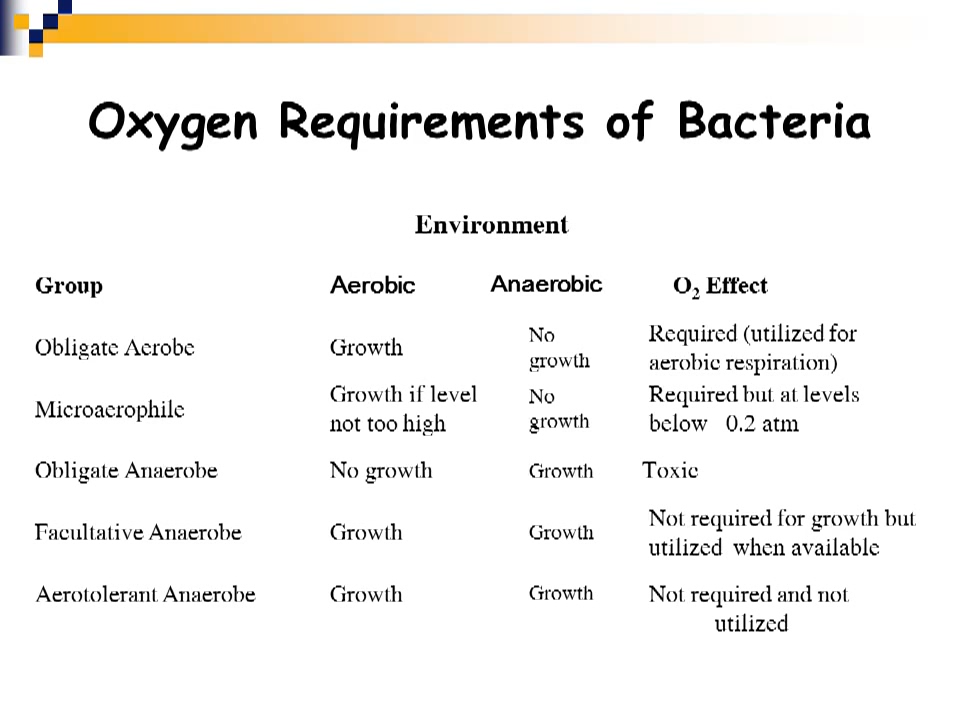 Oxygen Requirements of Bacteria
Environment
Group Aerobic Anaerobic O₂ Effect
Obligate Aerobe Growth No growth Required (utilized for
aerobic respiration)
Microaerophile Growth if level
not too high No growth Required but at levels
below 0.2 atm
Obligate Anaerobe No growth Growth Toxic
Facultative Anaerobe Growth Growth Not required for growth but
utilized when available
Aerotolerant Anaerobe Growth Growth Not required and not
utilized